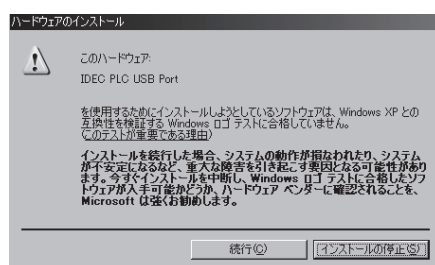 ハードウェアのインストール
このハードウェア:
IDEC PLC USB Port
を使用するためにインストールしようとしているソフトウェアは、Windows XP との
互換性を検証する Windows ロゴ テストに合格していません。
(このテストが重要である理由)
インストールを続行した場合、システムの動作が損なわれたり、システム
が不安定になるなど、重大な障害を引き起こす要因となる可能性があり
ます。今すぐインストールを中断し、Windows ロゴ テストに合格したソフ
トウェアが入手可能かどうか、ハードウェア ベンダーに確認されることを、
Microsoft は強くお勧めします。
続行(C)
インストールの停止(S)